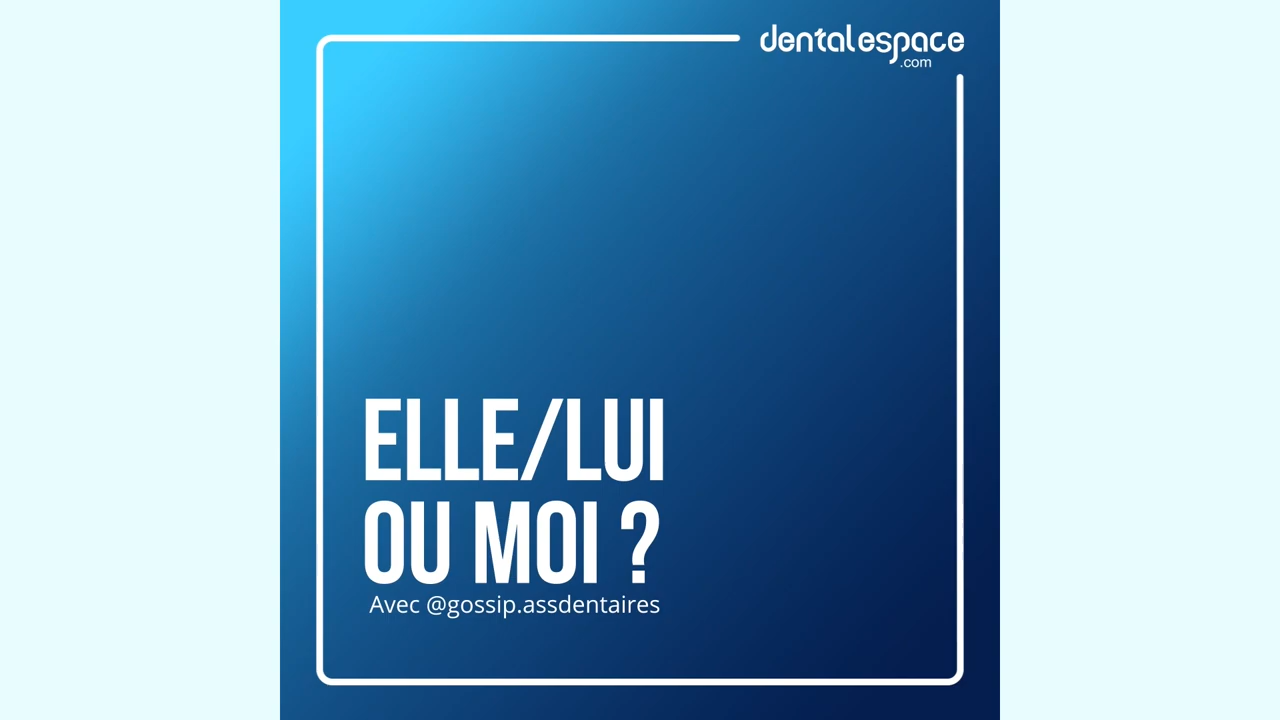 dentalespace
.com
ELLE/LUI
OU MOI ?
Avec @gossip.assdentaires